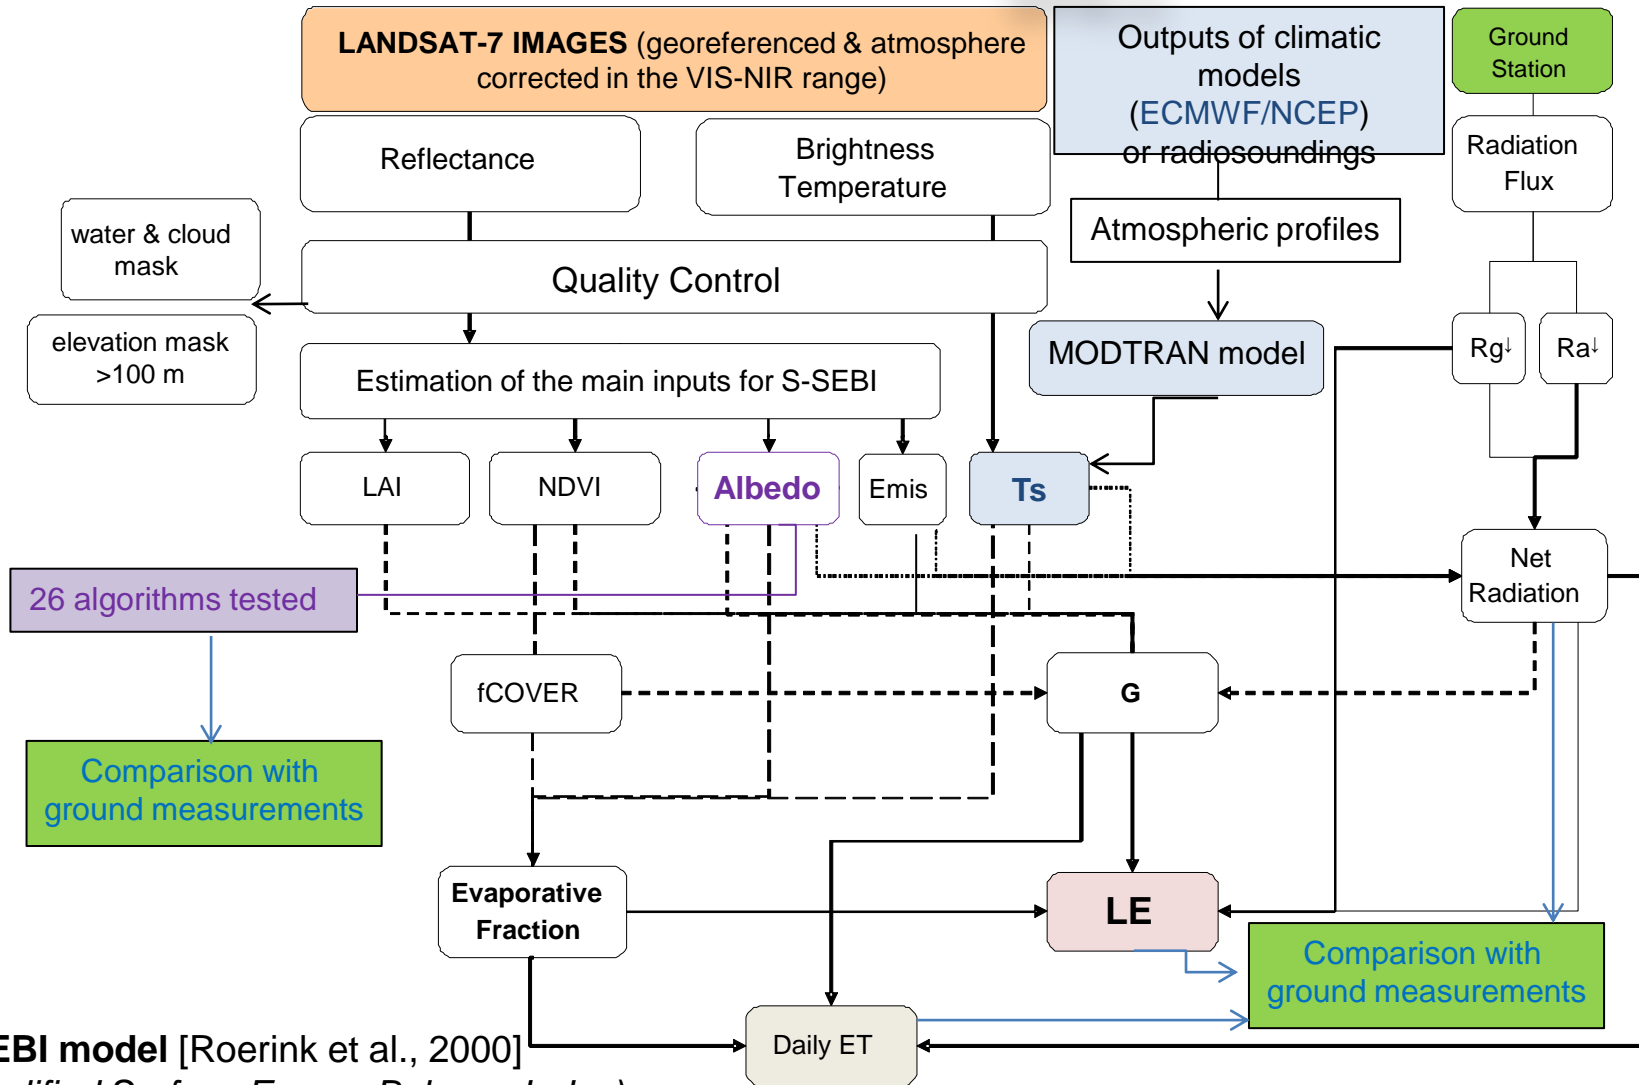 LANDSAT-7 IMAGES (georeferenced & atmosphere
corrected in the VIS-NIR range)
Outputs of climatic
models
(ECMWF/NCEP)
or radiosoundings
Ground
Station
Reflectance
Brightness
Temperature
Radiation
Flux
water & cloud
mask
Atmospheric profiles
Quality Control
elevation mask
>100 m
MODTRAN model
Rg↓
Ra↓
Estimation of the main inputs for S-SEBI
LAI
NDVI
Albedo
Emis
Ts
Net
Radiation
26 algorithms tested
fCOVER
G
Comparison with
ground measurements
Evaporative
Fraction
LE
Comparison with
ground measurements
Daily ET
EBI model [Roerink et al., 2000]